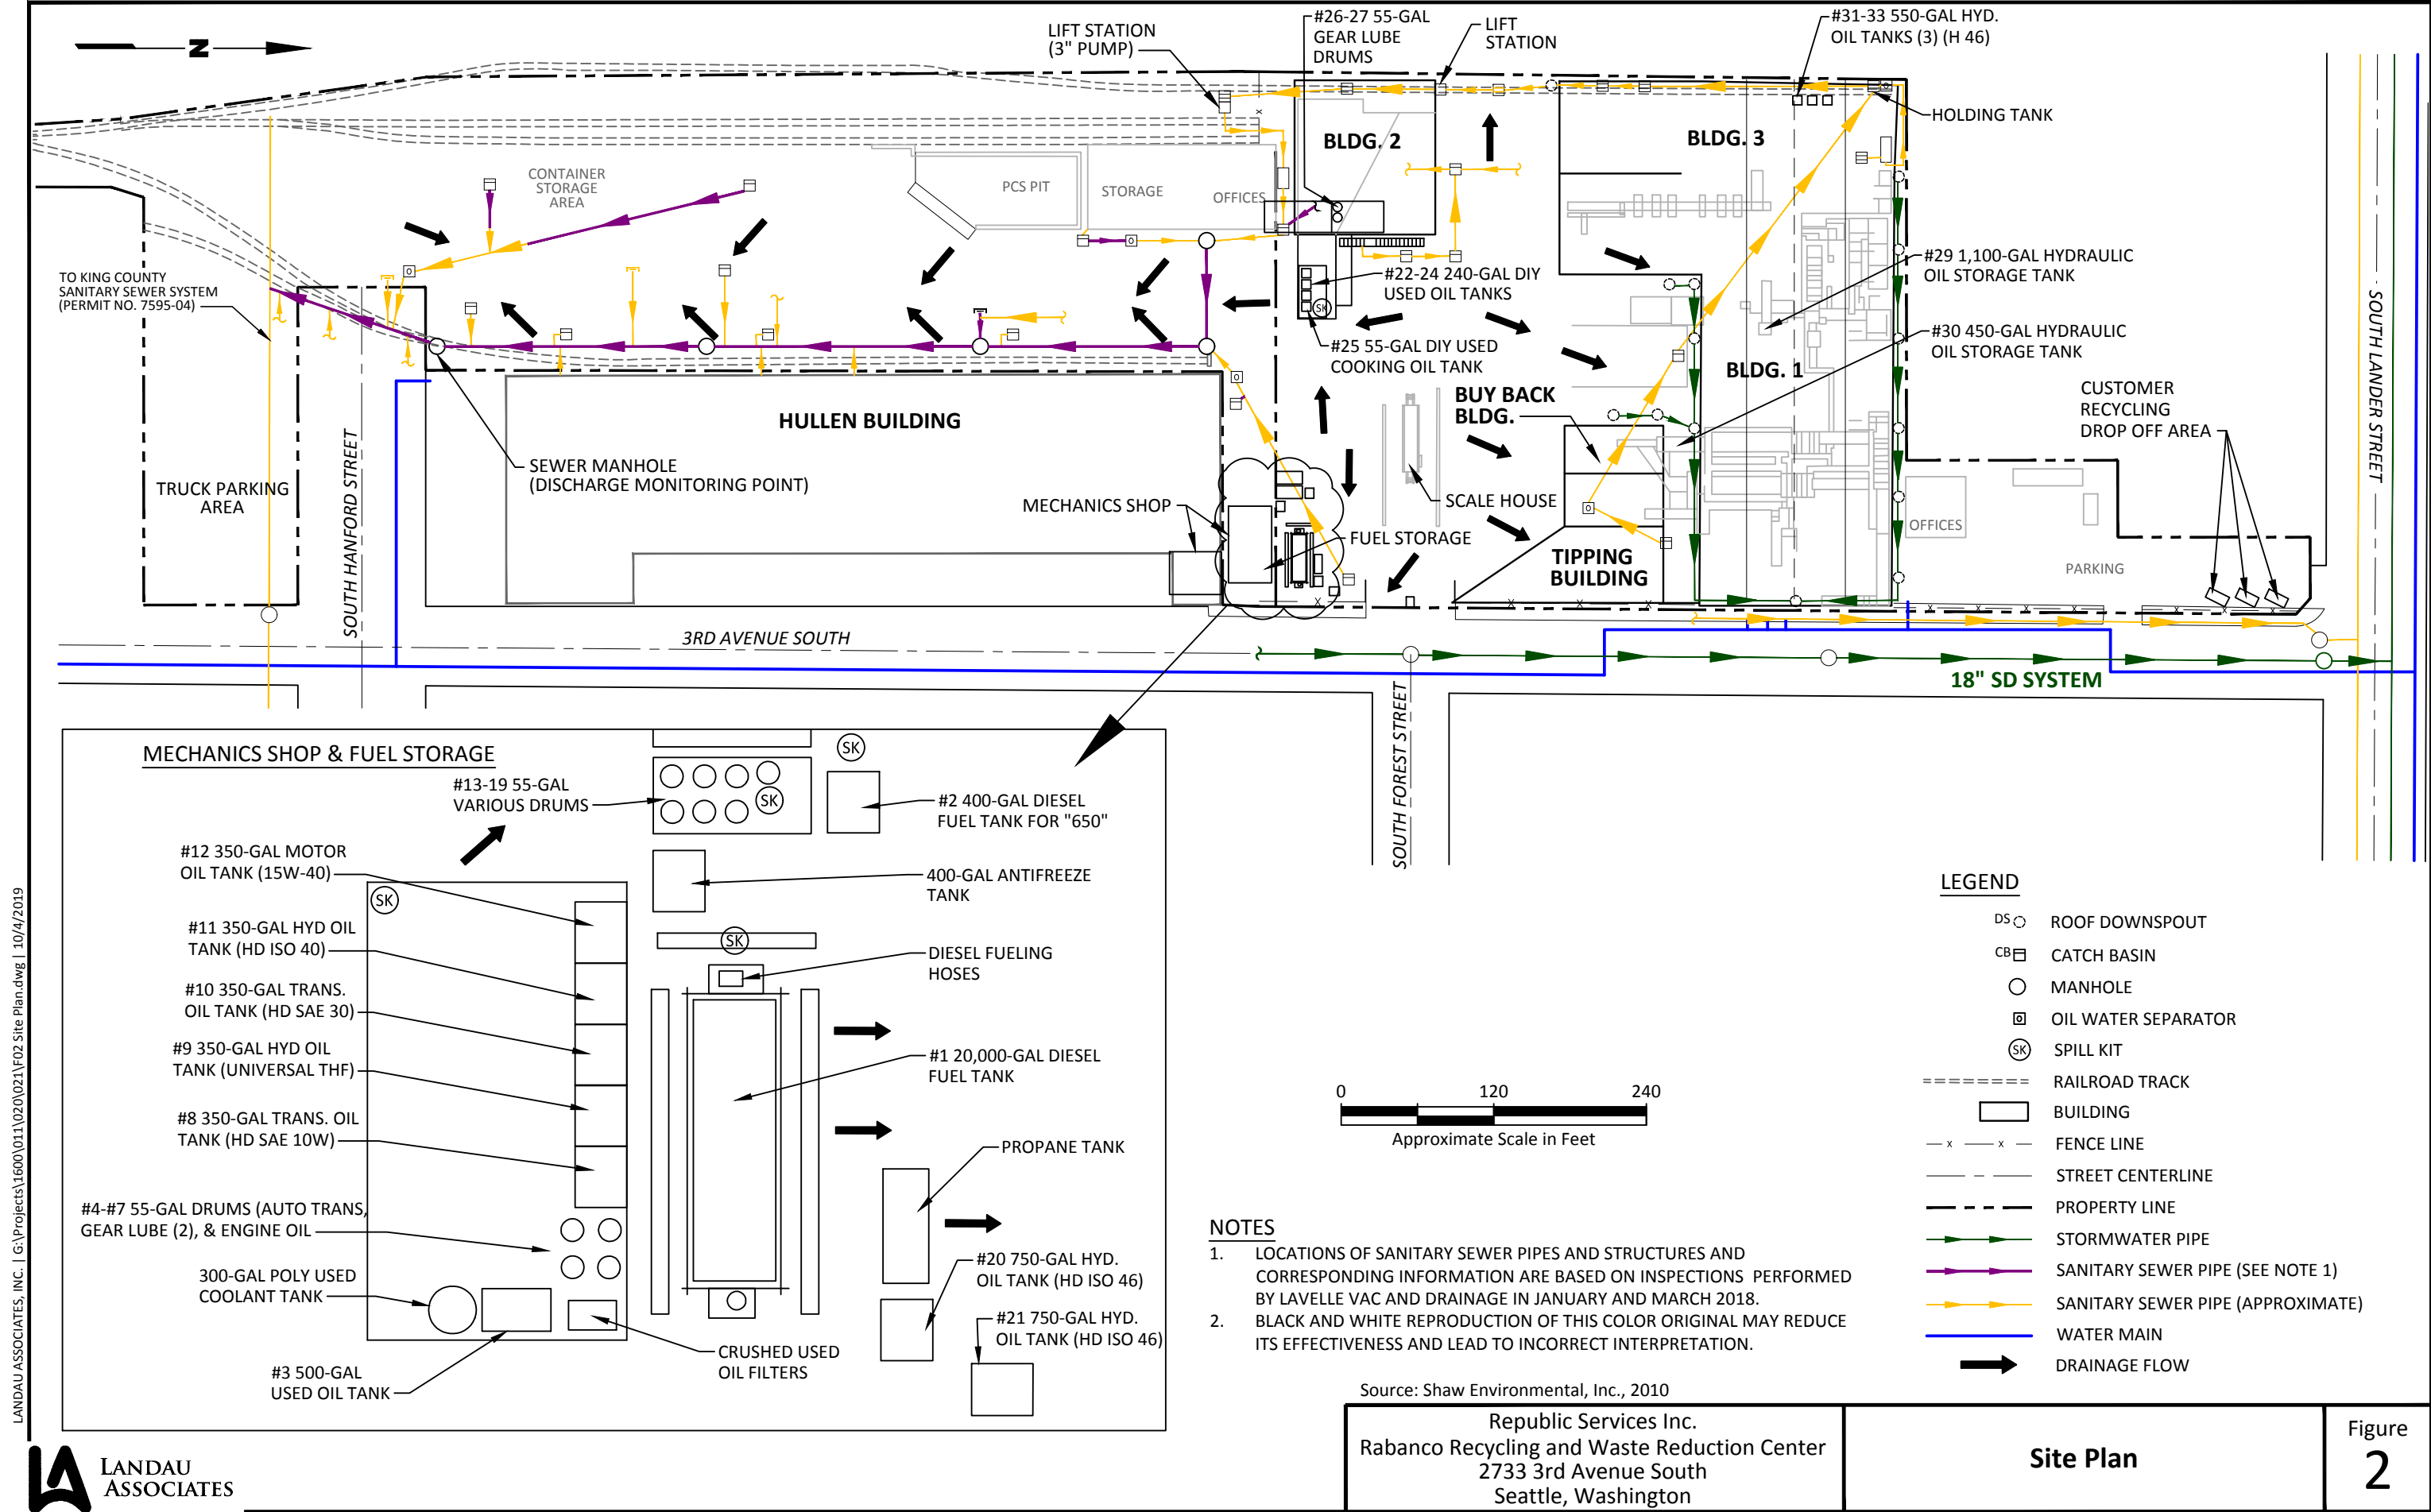 N
LIFT STATION
(3" PUMP)
#26-27 55-GAL
GEAR LUBE
DRUMS
LIFT
STATION
#31-33 550-GAL HYD.
OIL TANKS (3) (H 46)
HOLDING TANK
BLDG. 2
BLDG. 3
CONTAINER
STORAGE
AREA
PCS PIT
STORAGE
OFFICES
TO KING COUNTY
SANITARY SEWER SYSTEM
(PERMIT NO. 7595-04)
#22-24 240-GAL DIY
USED OIL TANKS
SK
#25 55-GAL DIY USED
COOKING OIL TANK
#29 1,100-GAL HYDRAULIC
OIL STORAGE TANK
#30 450-GAL HYDRAULIC
OIL STORAGE TANK
BLDG. 1
BUY BACK
BLDG.
CUSTOMER
RECYCLING
DROP OFF AREA
SOUTH LANDER STREET
HULLEN BUILDING
SEWER MANHOLE
(DISCHARGE MONITORING POINT)
TRUCK PARKING
AREA
SOUTH HANFORD STREET
MECHANICS SHOP
SCALE HOUSE
FUEL STORAGE
TIPPING
BUILDING
OFFICES
PARKING
x
x
x
x
x
x
x
x
x
x
x
3RD AVENUE SOUTH
18" SD SYSTEM
SOUTH FOREST STREET
MECHANICS SHOP & FUEL STORAGE
SK
#13-19 55-GAL
VARIOUS DRUMS
SK
#2 400-GAL DIESEL
FUEL TANK FOR "650"
#12 350-GAL MOTOR
OIL TANK (15W-40)
400-GAL ANTIFREEZE
TANK
SK
#11 350-GAL HYD OIL
TANK (HD ISO 40)
SK
DIESEL FUELING
HOSES
#10 350-GAL TRANS.
OIL TANK (HD SAE 30)
#9 350-GAL HYD OIL
TANK (UNIVERSAL THF)
#1 20,000-GAL DIESEL
FUEL TANK
#8 350-GAL TRANS. OIL
TANK (HD SAE 10W)
PROPANE TANK
#4-#7 55-GAL DRUMS (AUTO TRANS,
GEAR LUBE (2), & ENGINE OIL
#20 750-GAL HYD.
OIL TANK (HD ISO 46)
300-GAL POLY USED
COOLANT TANK
#21 750-GAL HYD.
OIL TANK (HD ISO 46)
CRUSHED USED
OIL FILTERS
#3 500-GAL
USED OIL TANK
0 120 240
Approximate Scale in Feet
NOTES
1. LOCATIONS OF SANITARY SEWER PIPES AND STRUCTURES AND
CORRESPONDING INFORMATION ARE BASED ON INSPECTIONS PERFORMED
BY LAVELLE VAC AND DRAINAGE IN JANUARY AND MARCH 2018.
2. BLACK AND WHITE REPRODUCTION OF THIS COLOR ORIGINAL MAY REDUCE
ITS EFFECTIVENESS AND LEAD TO INCORRECT INTERPRETATION.
LEGEND
DS ROOF DOWNSPOUT
CB CATCH BASIN
MANHOLE
OIL WATER SEPARATOR
SK SPILL KIT
RAILROAD TRACK
BUILDING
x x FENCE LINE
STREET CENTERLINE
PROPERTY LINE
STORMWATER PIPE
SANITARY SEWER PIPE (SEE NOTE 1)
SANITARY SEWER PIPE (APPROXIMATE)
WATER MAIN
DRAINAGE FLOW
Source: Shaw Environmental, Inc., 2010
Republic Services Inc.
Rabanco Recycling and Waste Reduction Center
2733 3rd Avenue South
Seattle, Washington
Site Plan
Figure
2
LANDAU
ASSOCIATES
LANDAU ASSOCIATES, INC. | G:\Projects\1600\011\020\021\F02 Site Plan.dwg | 10/4/2019